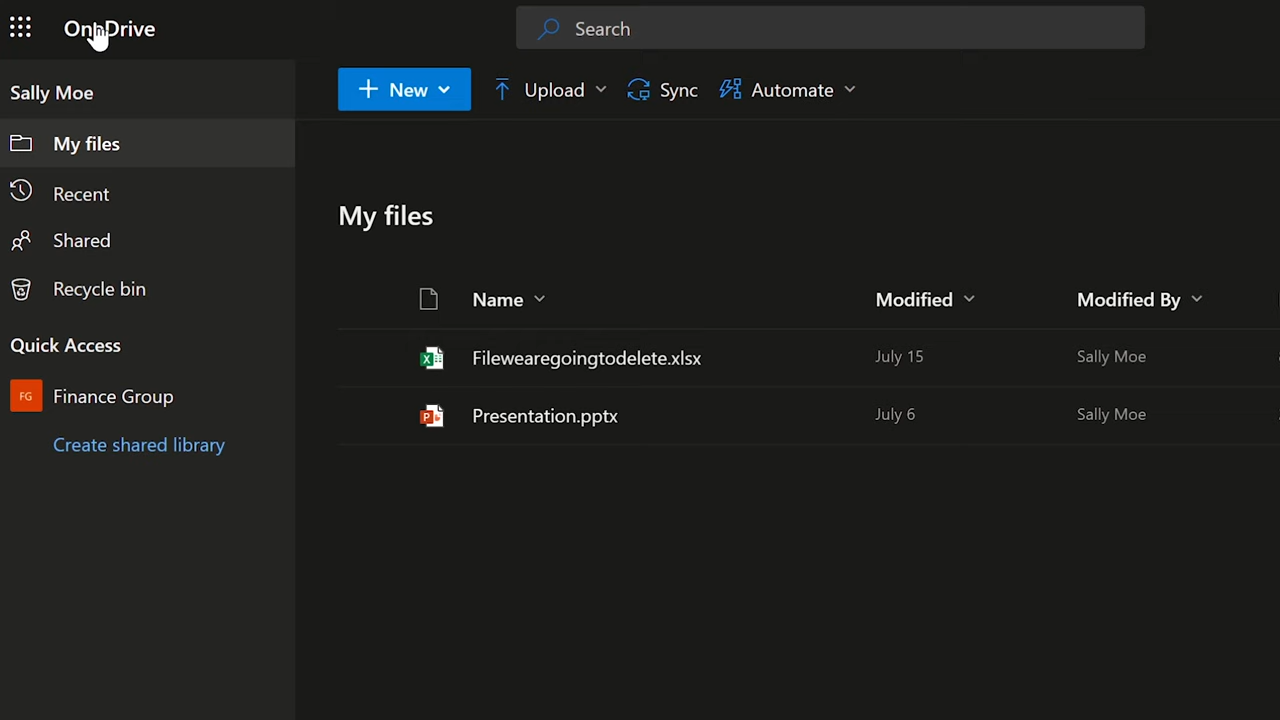 OneDrive
Search
Sally Moe
My files
Recent
Shared
Recycle bin
Quick Access
FG Finance Group
Create shared library
New
Upload
Sync
Automate
My files
Name
Modified
Modified By
Filewearegoingtodelete.xlsx
July 15
Sally Moe
Presentation.pptx
July 6
Sally Moe